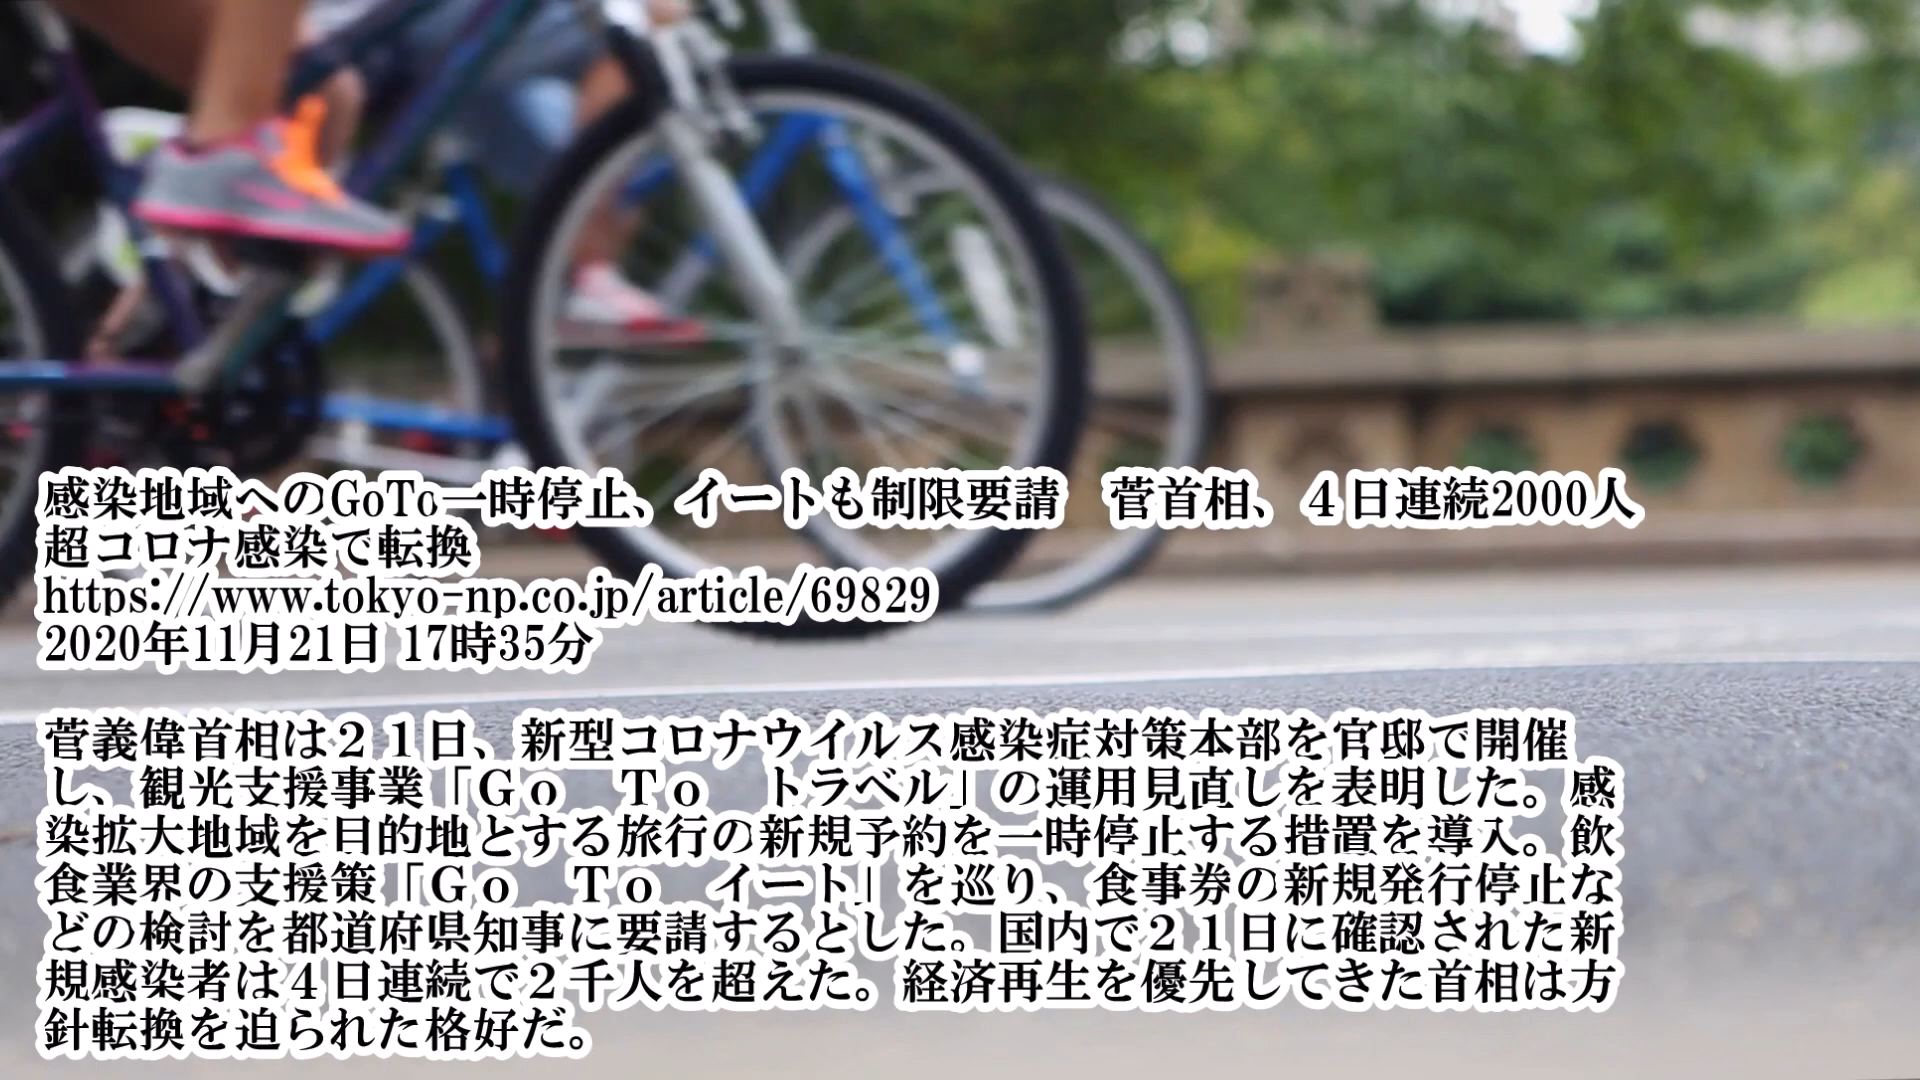 感染地域へのGoTo一時停止、イートも制限要請　菅首相、４日連続2000人
超コロナ感染で転換
https://www.tokyo-np.co.jp/article/69829
2020年11月21日 17時35分
菅義偉首相は２１日、新型コロナウイルス感染症対策本部を官邸で開催
し、観光支援事業「Ｇｏ　Ｔｏ　トラベル」の運用見直しを表明した。感
染拡大地域を目的地とする旅行の新規予約を一時停止する措置を導入。飲
食業界の支援策「Ｇｏ　Ｔｏ　イート」を巡り、食事券の新規発行停止な
どの検討を都道府県知事に要請するとした。国内で２１日に確認された新
規感染者は４日連続で２千人を超えた。経済再生を優先してきた首相は方
針転換を迫られた格好だ。